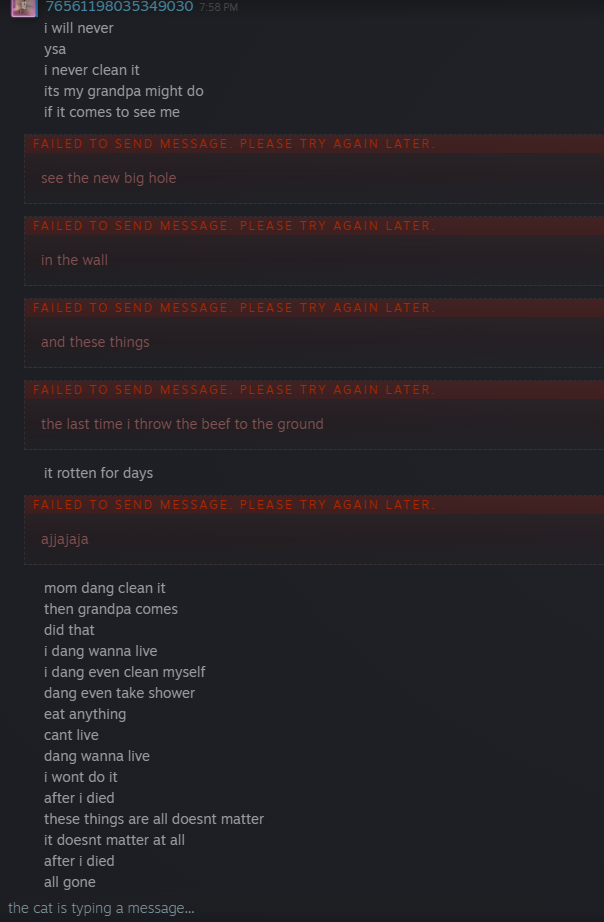 76561198035349030 7:58 PM
i will never
ysa
i never clean it
its my grandpa might do
if it comes to see me
FAILED TO SEND MESSAGE. PLEASE TRY AGAIN LATER.
see the new big hole
FAILED TO SEND MESSAGE. PLEASE TRY AGAIN LATER.
in the wall
FAILED TO SEND MESSAGE. PLEASE TRY AGAIN LATER.
and these things
FAILED TO SEND MESSAGE. PLEASE TRY AGAIN LATER.
the last time i throw the beef to the ground
it rotten for days
FAILED TO SEND MESSAGE. PLEASE TRY AGAIN LATER.
ajjajaja
mom dang clean it
then grandpa comes
did that
i dang wanna live
i dang even clean myself
dang even take shower
eat anything
cant live
dang wanna live
i wont do it
after i died
these things are all doesnt matter
it doesnt matter at all
after i died
all gone
the cat is typing a message...